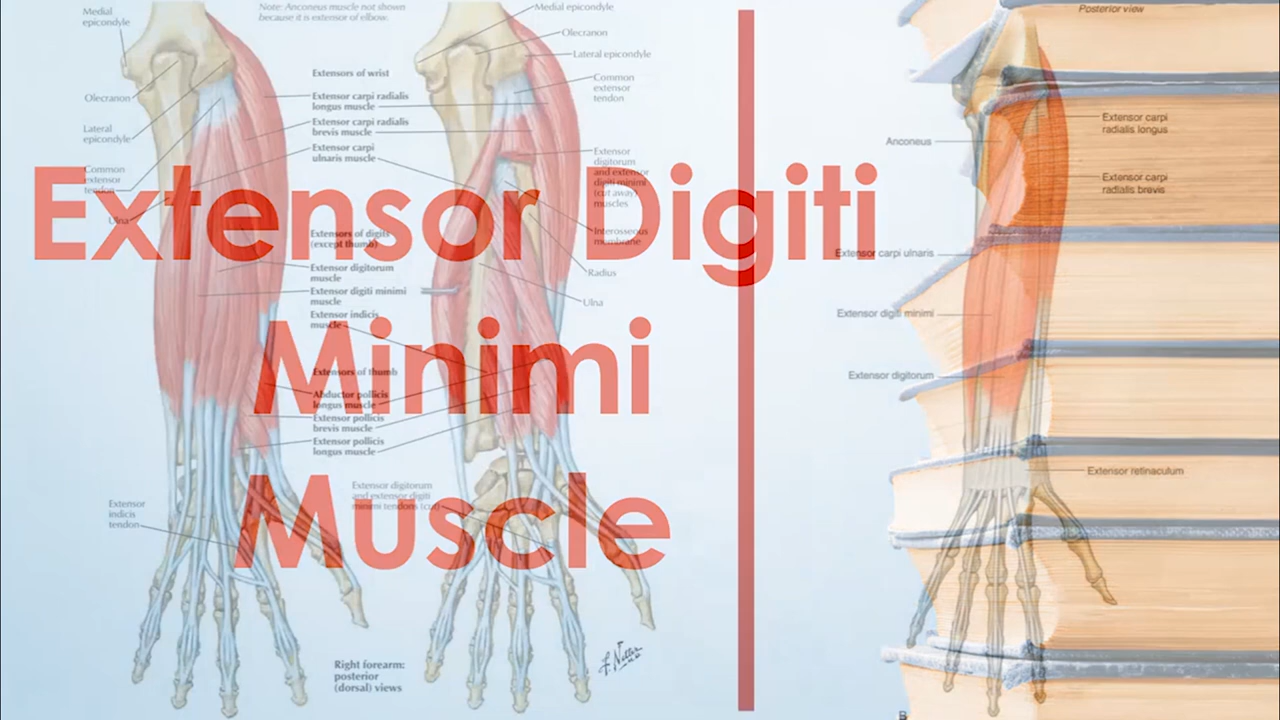 Extensor Digiti
Minimi
Muscle
Medial
epicondyle
Note: Anconeus muscle not shown
because it is extensor of elbow.
Olecranon
Lateral
epicondyle
Common
extensor
tendon
Ulna
Extensors of wrist
Extensor carpi radialis
longus muscle
Extensor carpi radialis
brevis muscle
Extensor carpi
ulnaris muscle
Extensors of digits
(except thumb)
Extensor digitorum
muscle
Extensor digiti minimi
muscle
Extensor indicis
muscle
Extensors of thumb
Abductor pollicis
longus muscle
Extensor pollicis
brevis muscle
Extensor pollicis
longus muscle
Extensor
indicis
tendon
Extensor digitorum
and extensor digiti
minimi tendons (cut)
Right forearm:
posterior
(dorsal) views
Medial epicondyle
Olecranon
Lateral epicondyle
Common
extensor
tendon
Extensor
digitorum
and extensor
digiti minimi
(cut away)
muscles
Interosseous
membrane
Radius
Ulna
F. Netter
Posterior view
Anconeus
Extensor carpi
radialis longus
Extensor carpi
radialis brevis
Extensor carpi ulnaris
Extensor digiti minimi
Extensor digitorum
Extensor retinaculum
B